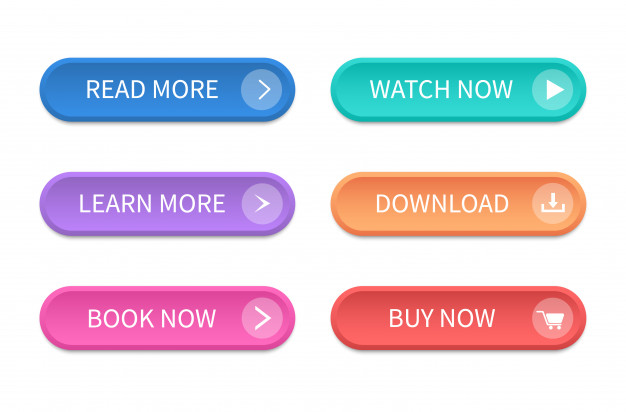 READ MORE
WATCH NOW
LEARN MORE
DOWNLOAD
BOOK NOW
BUY NOW